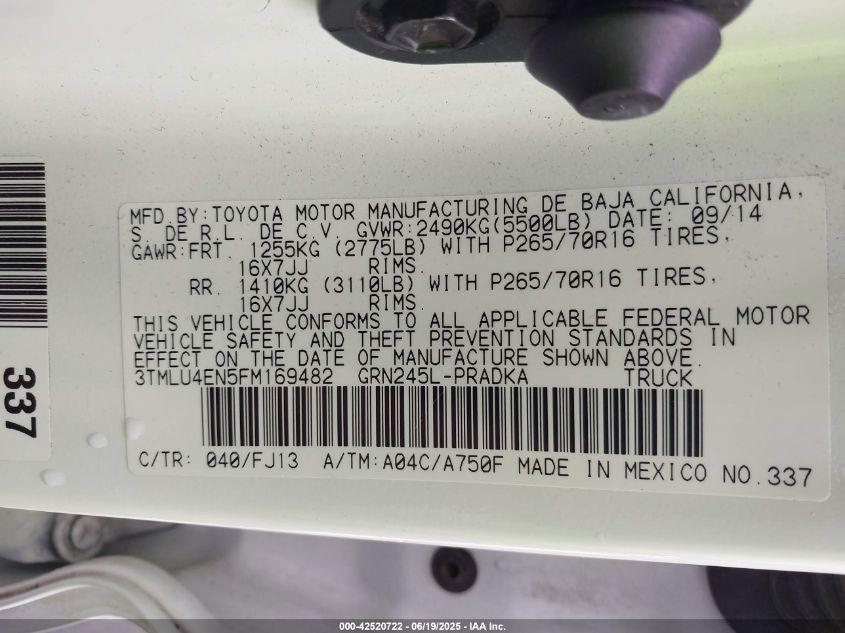 MFD.BY:TOYOTA MOTOR MANUFACTURING DE BAJA CALIFORNIA,
S. DE R.L. DE C.V. GVWR:2490KG(5500LB) DATE: 09/14
GAWR:FRT. 1255KG (2775LB) WITH P265/70R16 TIRES,
16X7JJ RIMS.
RR. 1410KG (3110LB) WITH P265/70R16 TIRES,
16X7JJ RIMS.
THIS VEHICLE CONFORMS TO ALL APPLICABLE FEDERAL MOTOR
VEHICLE SAFETY AND THEFT PREVENTION STANDARDS IN
EFFECT ON THE DATE OF MANUFACTURE SHOWN ABOVE.
3TMLU4EN5FM169482 GRN245L-PRADKA TRUCK
C/TR: 040/FJ13 A/TM:A04C/A750F MADE IN MEXICO NO.337
337
000-42520722 - 06/19/2025 - IAA Inc.